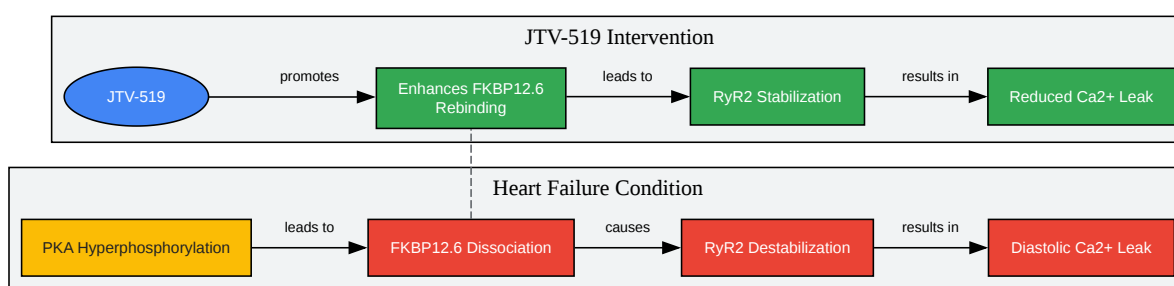 JTV-519 Intervention
JTV-519
promotes
Enhances FKBP12.6
Rebinding
leads to
RyR2 Stabilization
results in
Reduced Ca2+ Leak
Heart Failure Condition
PKA Hyperphosphorylation
leads to
FKBP12.6 Dissociation
causes
RyR2 Destabilization
results in
Diastolic Ca2+ Leak